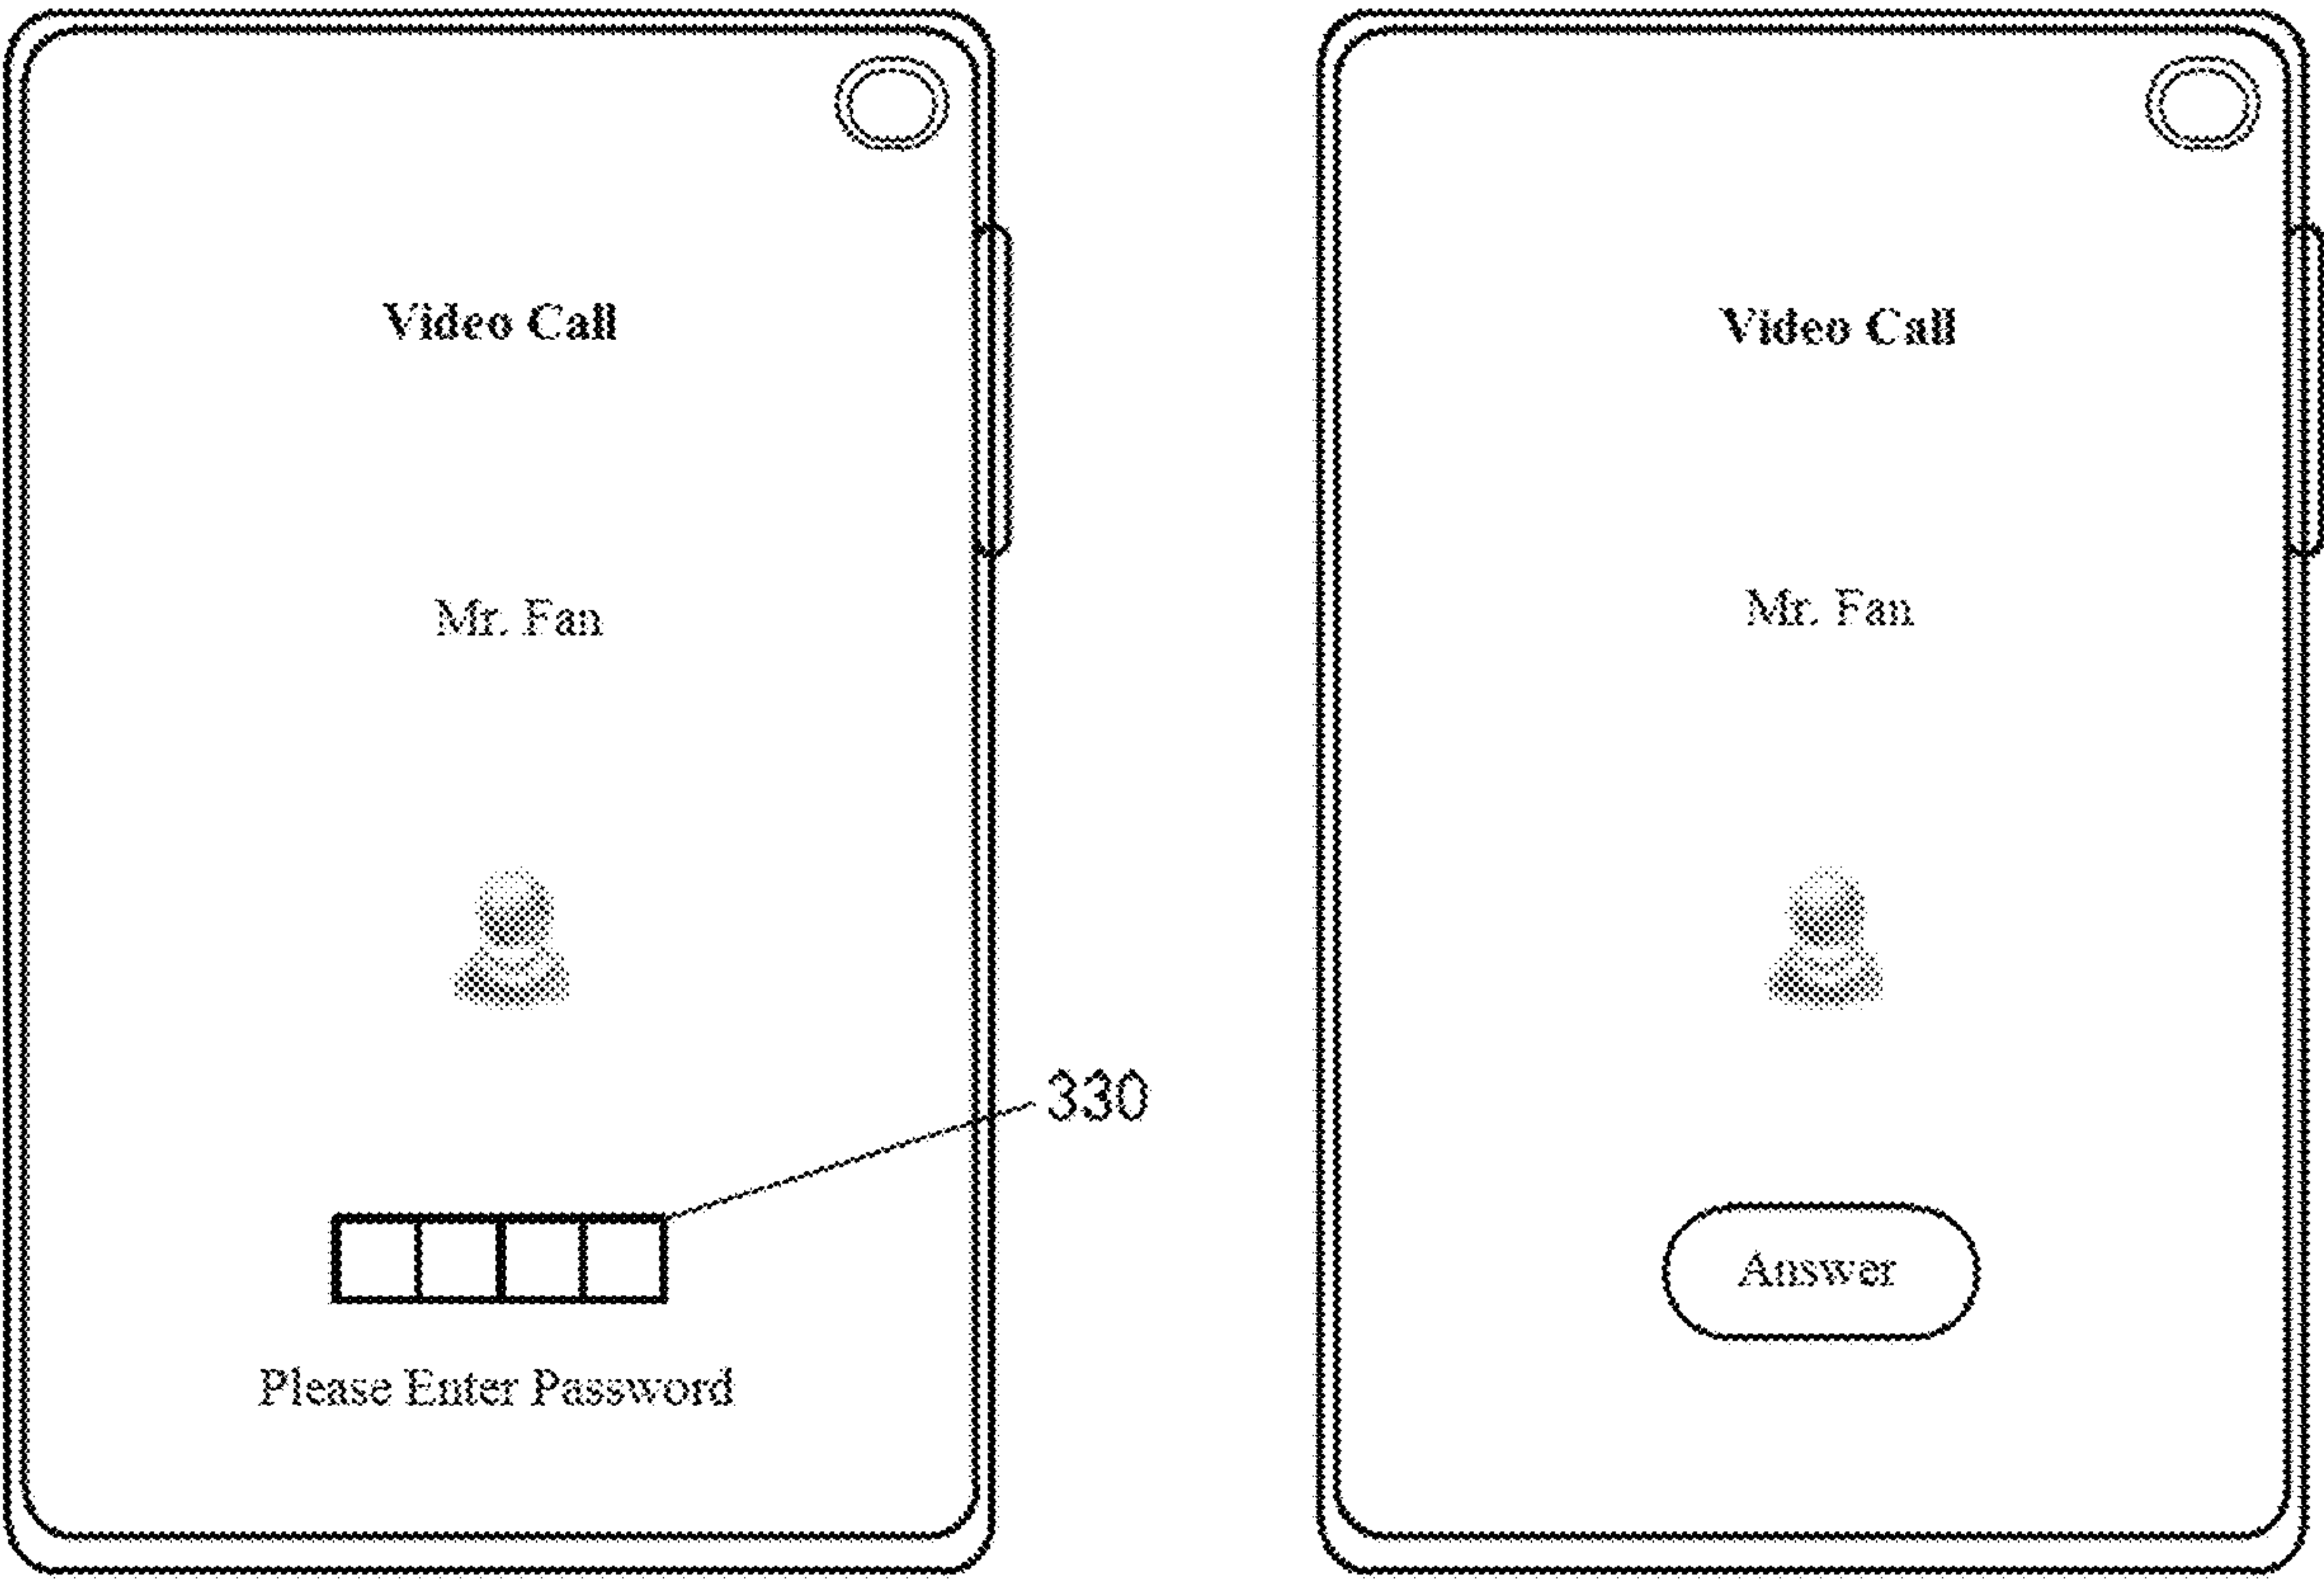 Video Call
Mr. Fan
330
Please Enter Password
Video Call
Mr. Fan
Answer